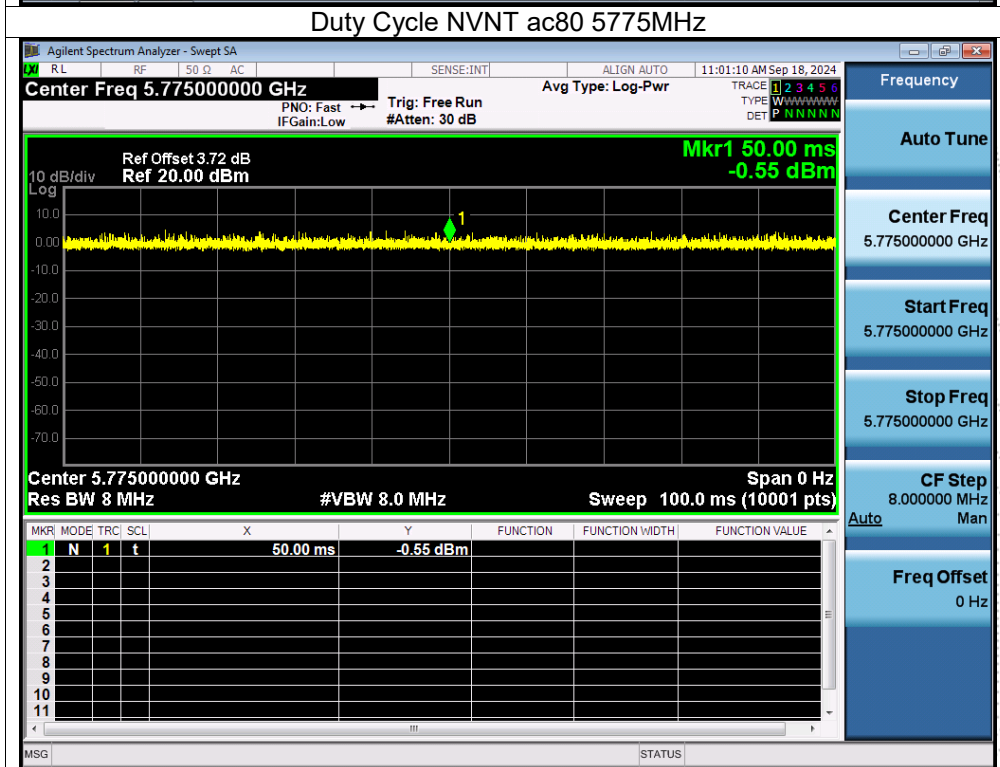 Duty Cycle NVNT ac80 5775MHz
Agilent Spectrum Analyzer - Swept SA
LXI RL RF 50 Ω AC SENSE:INT ALIGN AUTO 11:01:10 AM Sep 18, 2024
Center Freq 5.775000000 GHz
PNO: Fast
IFGain:Low
Trig: Free Run
#Atten: 30 dB
Avg Type: Log-Pwr
TRACE 1 2 3 4 5 6
TYPE WWWWWW
DET P N N N N N
Mkr1 50.00 ms
-0.55 dBm
Ref Offset 3.72 dB
10 dB/div Ref 20.00 dBm
Log
10.0
0.00
-10.0
-20.0
-30.0
-40.0
-50.0
-60.0
-70.0
1
Center 5.775000000 GHz Span 0 Hz
Res BW 8 MHz #VBW 8.0 MHz Sweep 100.0 ms (10001 pts)
MKR MODE TRC SCL X Y FUNCTION FUNCTION WIDTH FUNCTION VALUE
1 N 1 t 50.00 ms -0.55 dBm
2
3
4
5
6
7
8
9
10
11
MSG STATUS
Frequency
Auto Tune
Center Freq
5.775000000 GHz
Start Freq
5.775000000 GHz
Stop Freq
5.775000000 GHz
CF Step
8.000000 MHz
Auto Man
Freq Offset
0 Hz